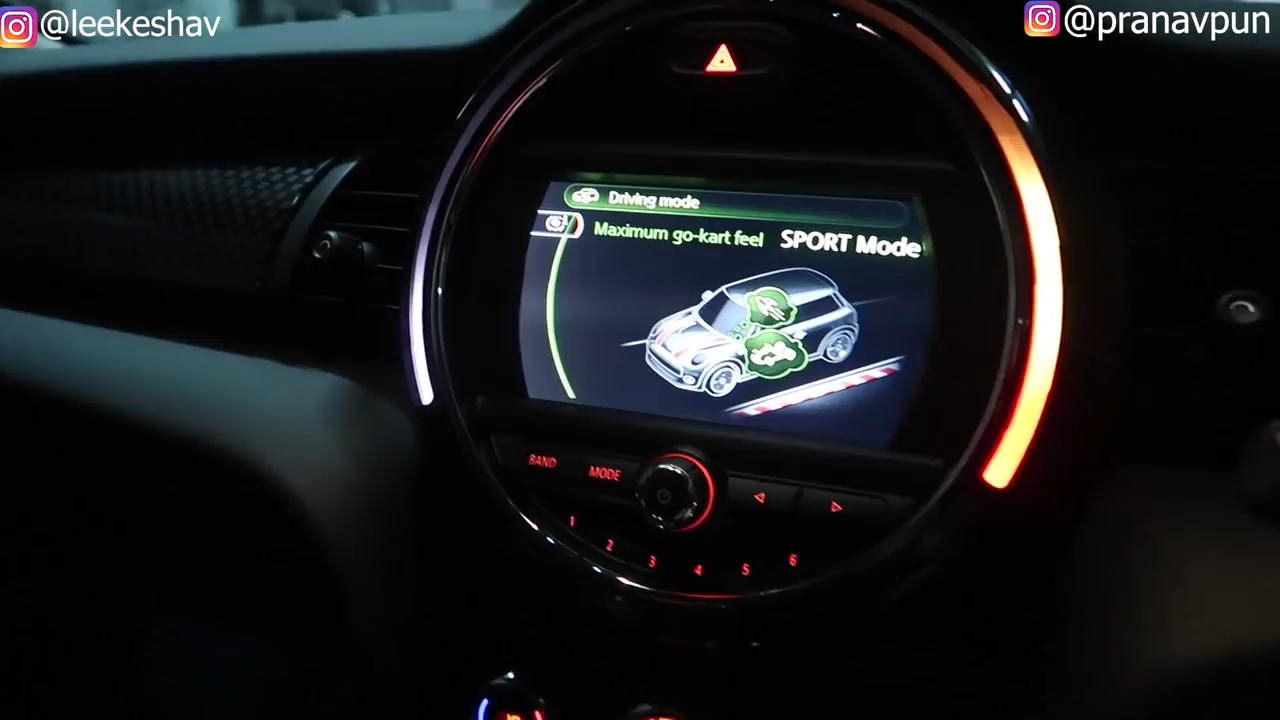 @leekeshav
@pranavpun
Driving mode
Maximum go-kart feel
SPORT Mode
BAND
MODE
1 2 3 4 5 6